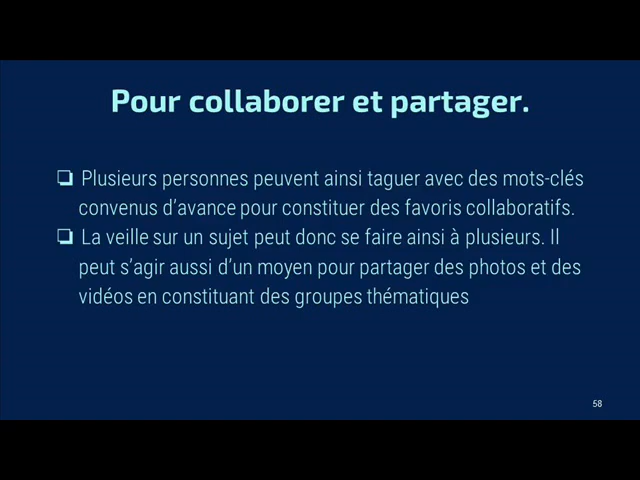 Pour collaborer et partager.
❏ Plusieurs personnes peuvent ainsi taguer avec des mots-clés
convenus d’avance pour constituer des favoris collaboratifs.
❏ La veille sur un sujet peut donc se faire ainsi à plusieurs. Il
peut s’agir aussi d’un moyen pour partager des photos et des
vidéos en constituant des groupes thématiques
58